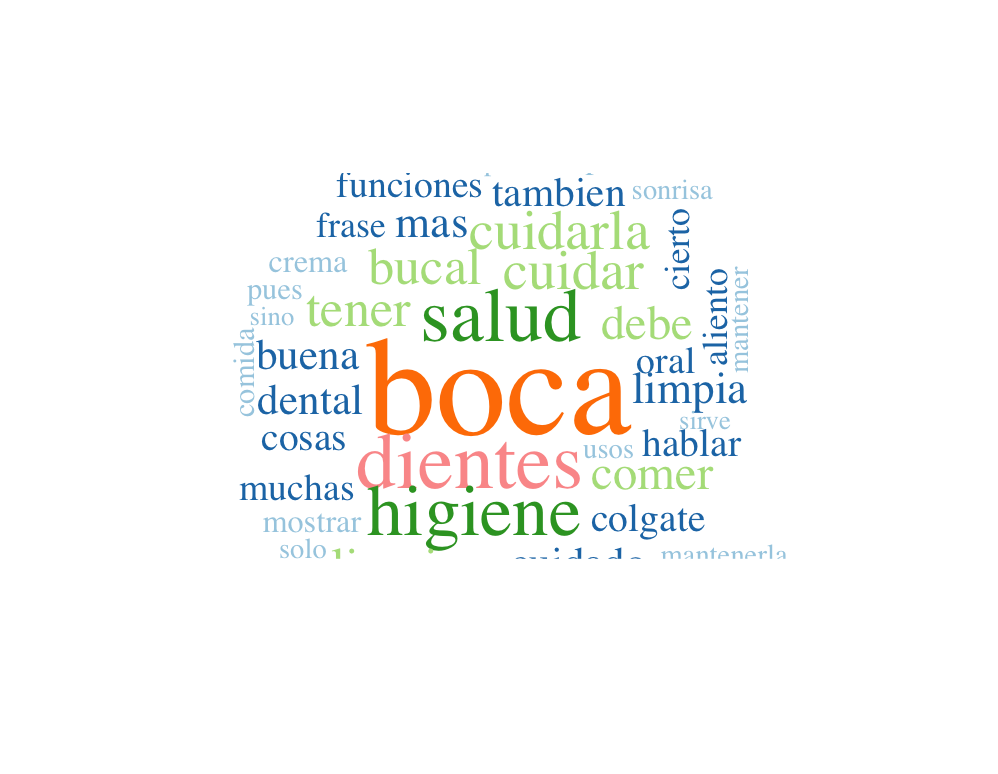 funciones
tambien
sonrisa
frase
mas
cuidarla
cierto
crema
bucal
cuidar
pues
tener
salud
debe
aliento
mantener
sino
comida
buena
boca
oral
dental
limpia
sirve
cosas
dientes
usos
hablar
comer
muchas
higiene
mostrar
colgate
solo
cuidado
mantenerla